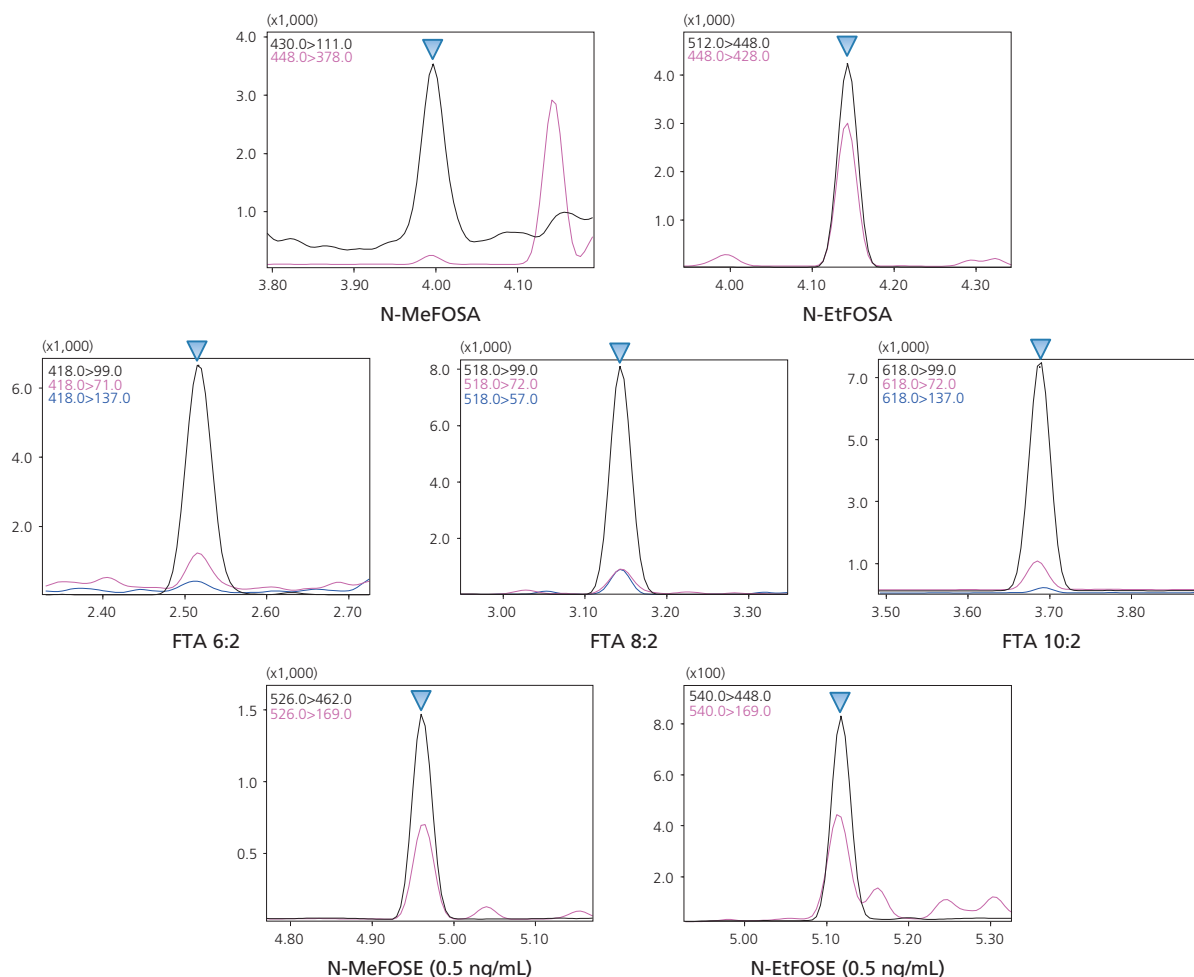 (x1,000)
430.0>111.0
448.0>378.0
4.0
3.0
2.0
1.0
3.80 3.90 4.00 4.10
N-MeFOSA
(x1,000)
512.0>448.0
448.0>428.0
4.0
3.0
2.0
1.0
4.00 4.10 4.20 4.30
N-EtFOSA
(x1,000)
418.0>99.0
418.0>71.0
418.0>137.0
6.0
4.0
2.0
2.40 2.50 2.60 2.70
FTA 6:2
(x1,000)
518.0>99.0
518.0>72.0
518.0>57.0
8.0
6.0
4.0
2.0
3.00 3.10 3.20 3.30
FTA 8:2
(x1,000)
618.0>99.0
618.0>72.0
618.0>137.0
7.0
5.0
3.0
1.0
3.50 3.60 3.70 3.80
FTA 10:2
(x1,000)
526.0>462.0
526.0>169.0
1.5
1.0
0.5
4.80 4.90 5.00 5.10
N-MeFOSE (0.5 ng/mL)
(x100)
540.0>448.0
540.0>169.0
8.0
6.0
4.0
2.0
5.00 5.10 5.20 5.30
N-EtFOSE (0.5 ng/mL)